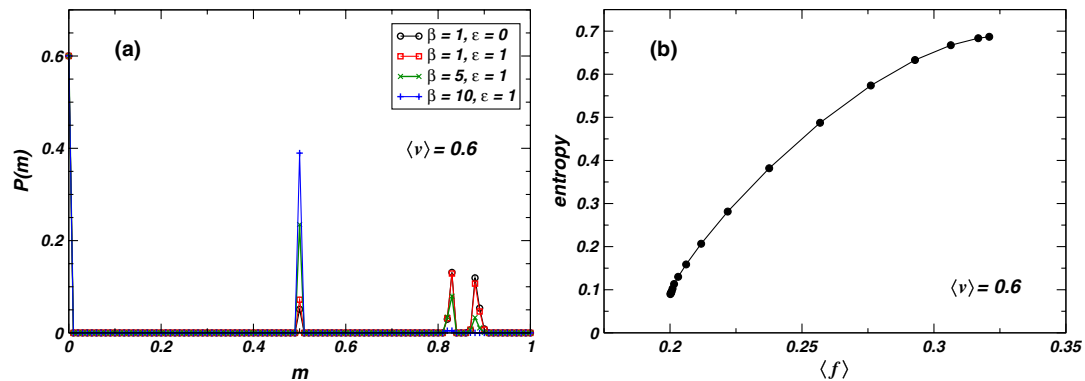 (a)
β = 1, ε = 0
β = 1, ε = 1
β = 5, ε = 1
β = 10, ε = 1
⟨v⟩ = 0.6
P(m)
0.6
0.4
0.2
0
0 0.2 0.4 0.6 0.8 1
m
(b)
entropy
0.7
0.6
0.5
0.4
0.3
0.2
0.1
0
⟨v⟩ = 0.6
0.2 0.25 0.3 0.35
⟨f⟩